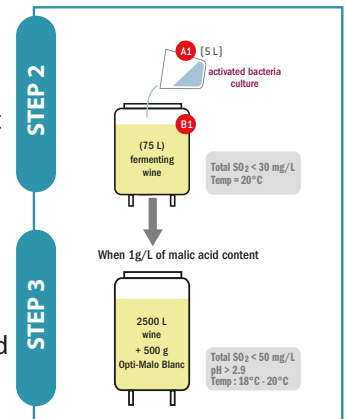 STEP 2
A1 (5 L)
activated bacteria
culture
B1
(75 L)
fermenting
wine
Total SO2 < 30 mg/L
Temp = 20°C
When 1g/L of malic acid content
STEP 3
2500 L
wine
+ 500 g
Opti-Malo Blanc
Total SO2 < 50 mg/L
pH > 2.9
Temp : 18°C - 20°C
d